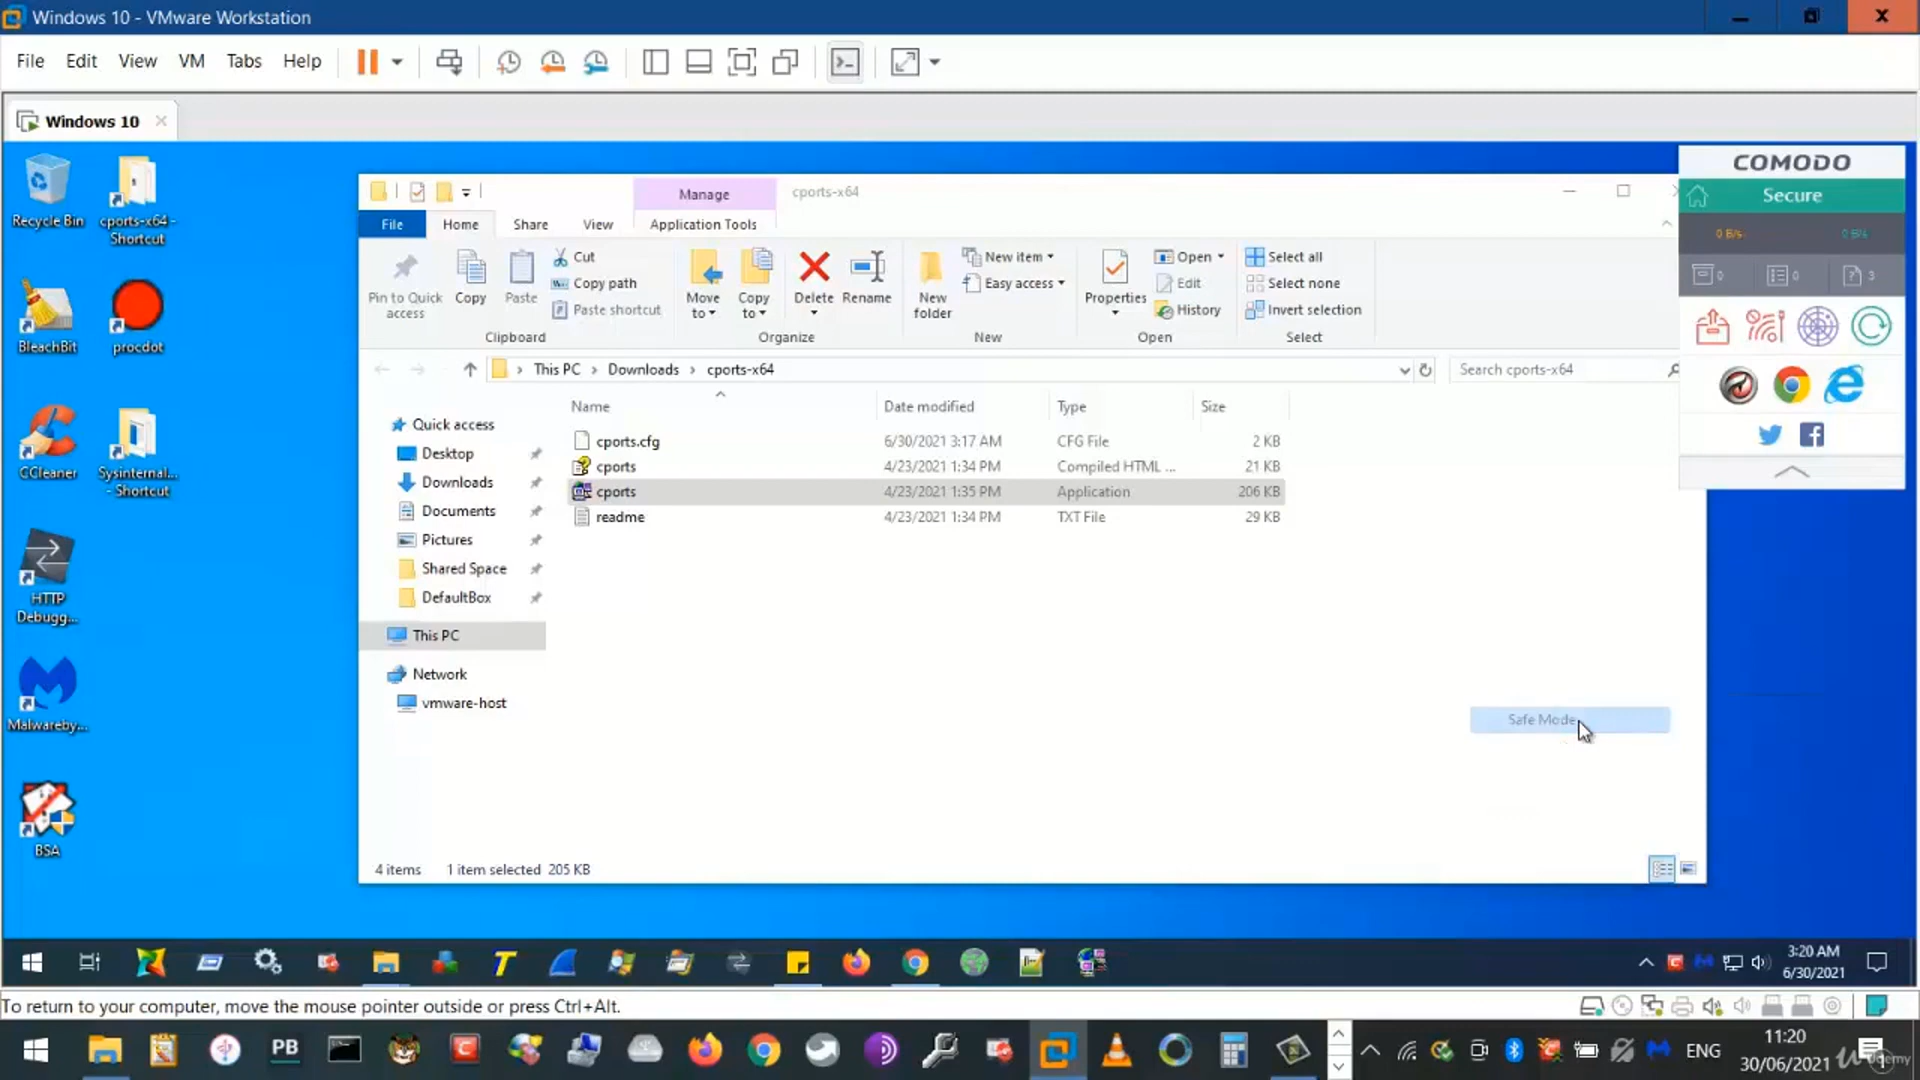 Windows 10 - VMware Workstation
File Edit View VM Tabs Help
Windows 10
Recycle Bin
cports-x64 -
Shortcut
BleachBit
procdot
CCleaner
Sysinternal...
- Shortcut
HTTP
Debugg...
Malwareby...
BSA
Manage
cports-x64
File Home Share View Application Tools
Pin to Quick
access
Copy
Paste
Cut
Copy path
Paste shortcut
Clipboard
Move
to
Copy
to
Delete
Rename
Organize
New
folder
New item
Easy access
New
Properties
Open
Edit
History
Open
Select all
Select none
Invert selection
Select
This PC > Downloads > cports-x64
Search cports-x64
Name Date modified Type Size
cports.cfg 6/30/2021 3:17 AM CFG File 2 KB
cports 4/23/2021 1:34 PM Compiled HTML ... 21 KB
cports 4/23/2021 1:35 PM Application 206 KB
readme 4/23/2021 1:34 PM TXT File 29 KB
Quick access
Desktop
Downloads
Documents
Pictures
Shared Space
DefaultBox
This PC
Network
vmware-host
Safe Mode
4 items 1 item selected 205 KB
COMODO
Secure
0 B/s 0 B/s
0 0 3
3:20 AM
6/30/2021
To return to your computer, move the mouse pointer outside or press Ctrl+Alt.
PB
ENG
11:20
30/06/2021
udemy